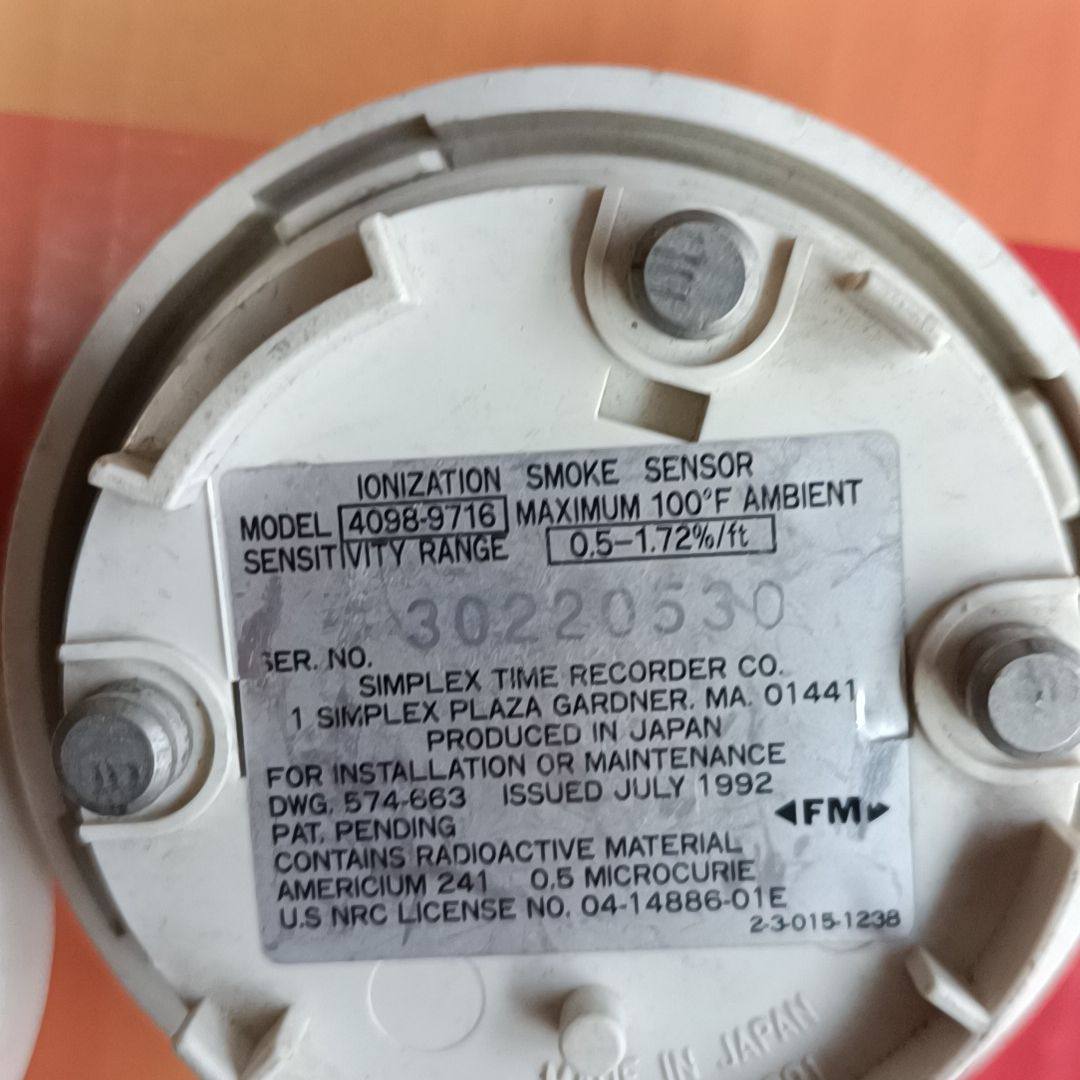 IONIZATION SMOKE SENSOR
MODEL 4098-9716 MAXIMUM 100°F AMBIENT
SENSITIVITY RANGE 0.5-1.72%/ft
30220530
SER. NO.
SIMPLEX TIME RECORDER CO.
1 SIMPLEX PLAZA GARDNER. MA. 01441
PRODUCED IN JAPAN
FOR INSTALLATION OR MAINTENANCE
DWG. 574-663 ISSUED JULY 1992
PAT. PENDING
FM
CONTAINS RADIOACTIVE MATERIAL
AMERICIUM 241 0.5 MICROCURIE
U.S NRC LICENSE NO. 04-14886-01E
2-3-015-1238
MADE IN JAPAN